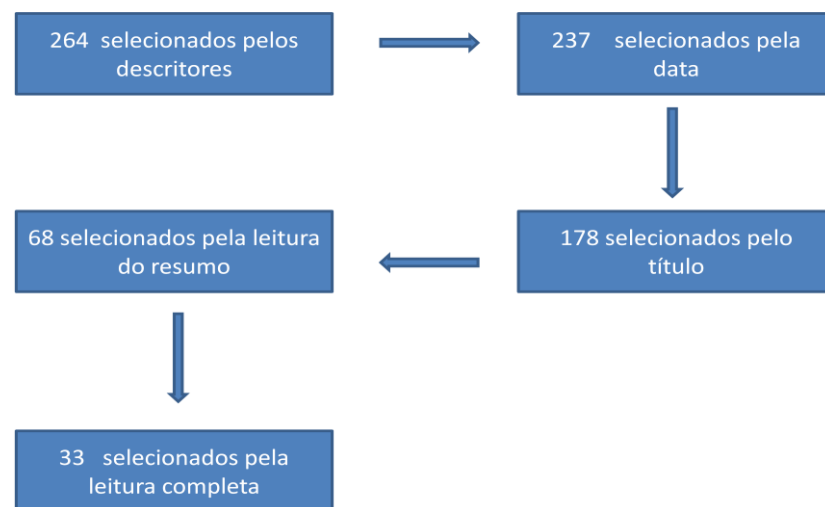 264 selecionados pelos
descritores
237 selecionados pela
data
178 selecionados pelo
título
68 selecionados pela leitura
do resumo
33 selecionados pela
leitura completa